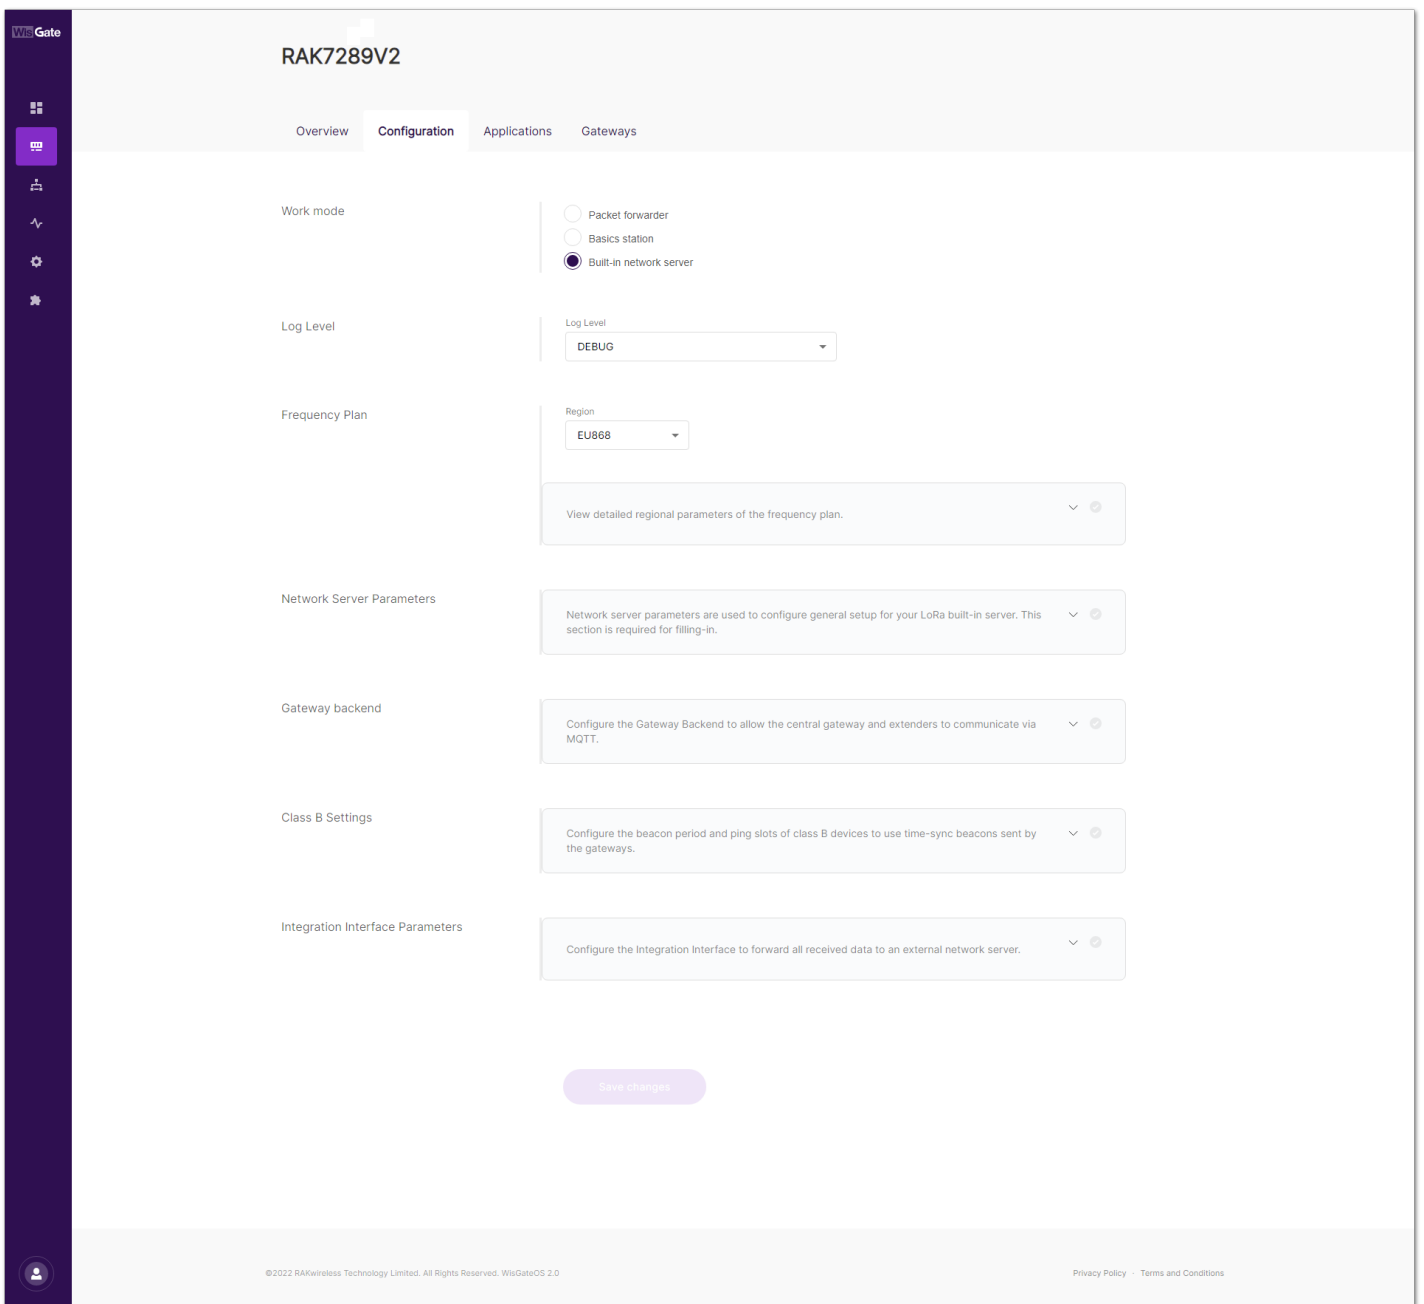 WisGate
RAK7289V2
Overview
Configuration
Applications
Gateways
Work mode
Packet forwarder
Basics station
Built-in network server
Log Level
Log Level
DEBUG
Frequency Plan
Region
EU868
View detailed regional parameters of the frequency plan.
Network Server Parameters
Network server parameters are used to configure general setup for your LoRa built-in server. This
section is required for filling-in.
Gateway backend
Configure the Gateway Backend to allow the central gateway and extenders to communicate via
MQTT.
Class B Settings
Configure the beacon period and ping slots of class B devices to use time-sync beacons sent by
the gateways.
Integration Interface Parameters
Configure the Integration Interface to forward all received data to an external network server.
Save changes
©2022 RAKwireless Technology Limited. All Rights Reserved. WisGateOS 2.0
Privacy Policy - Terms and Conditions